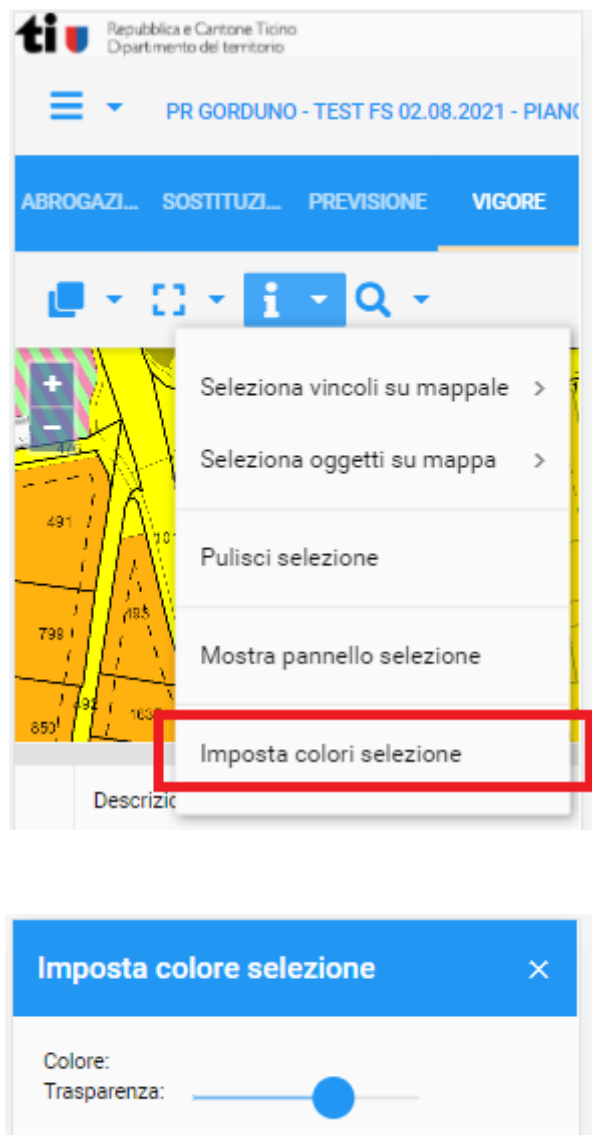 ti
Repubblica e Cantone Ticino
Dipartimento del territorio
PR GORDUNO - TEST FS 02.08.2021 - PIANO
ABROGAZI... SOSTITUZI... PREVISIONE VIGORE
Seleziona vincoli su mappale
Seleziona oggetti su mappa
Pulisci selezione
Mostra pannello selezione
Imposta colori selezione
491
798
850
492
Descrizio
Imposta colore selezione
Colore:
Trasparenza: